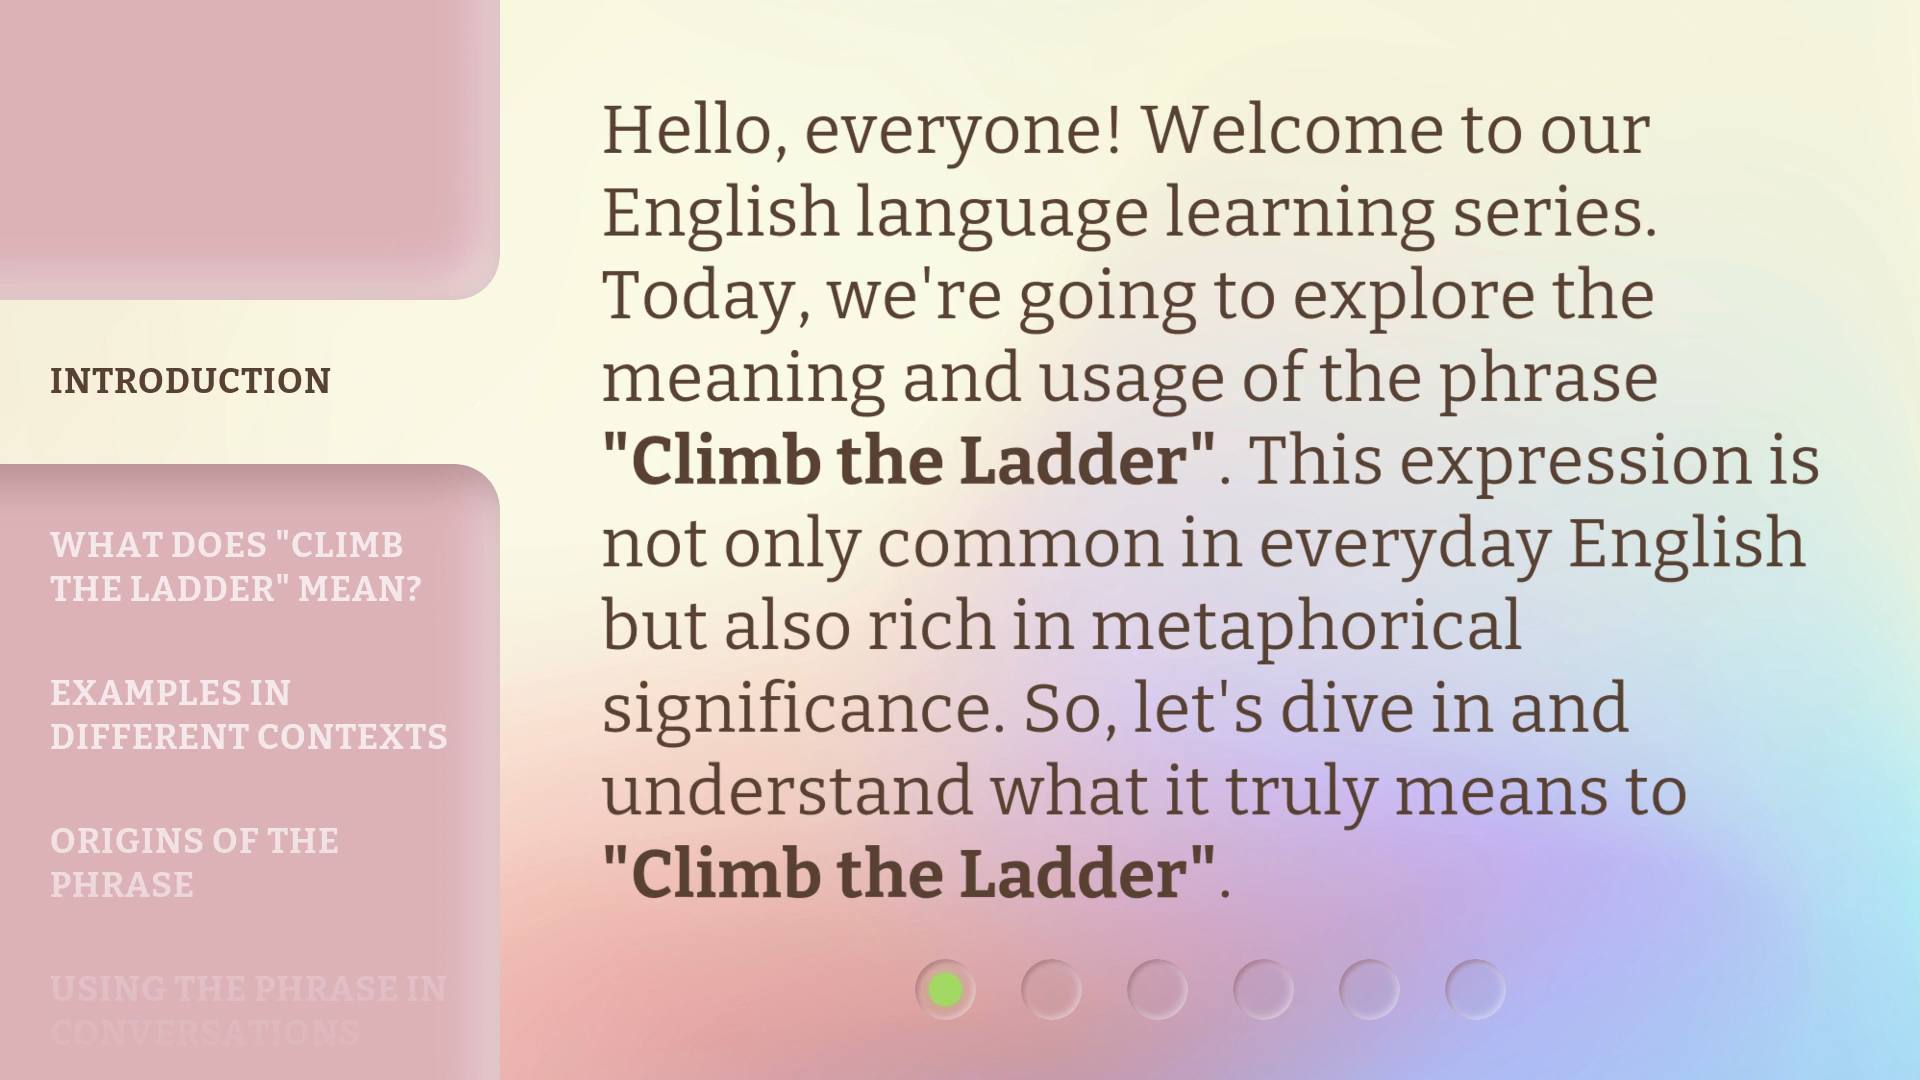 INTRODUCTION
WHAT DOES "CLIMB
THE LADDER" MEAN?
EXAMPLES IN
DIFFERENT CONTEXTS
ORIGINS OF THE
PHRASE
USING THE PHRASE IN
CONVERSATIONS
Hello, everyone! Welcome to our
English language learning series.
Today, we're going to explore the
meaning and usage of the phrase
"Climb the Ladder". This expression is
not only common in everyday English
but also rich in metaphorical
significance. So, let's dive in and
understand what it truly means to
"Climb the Ladder".